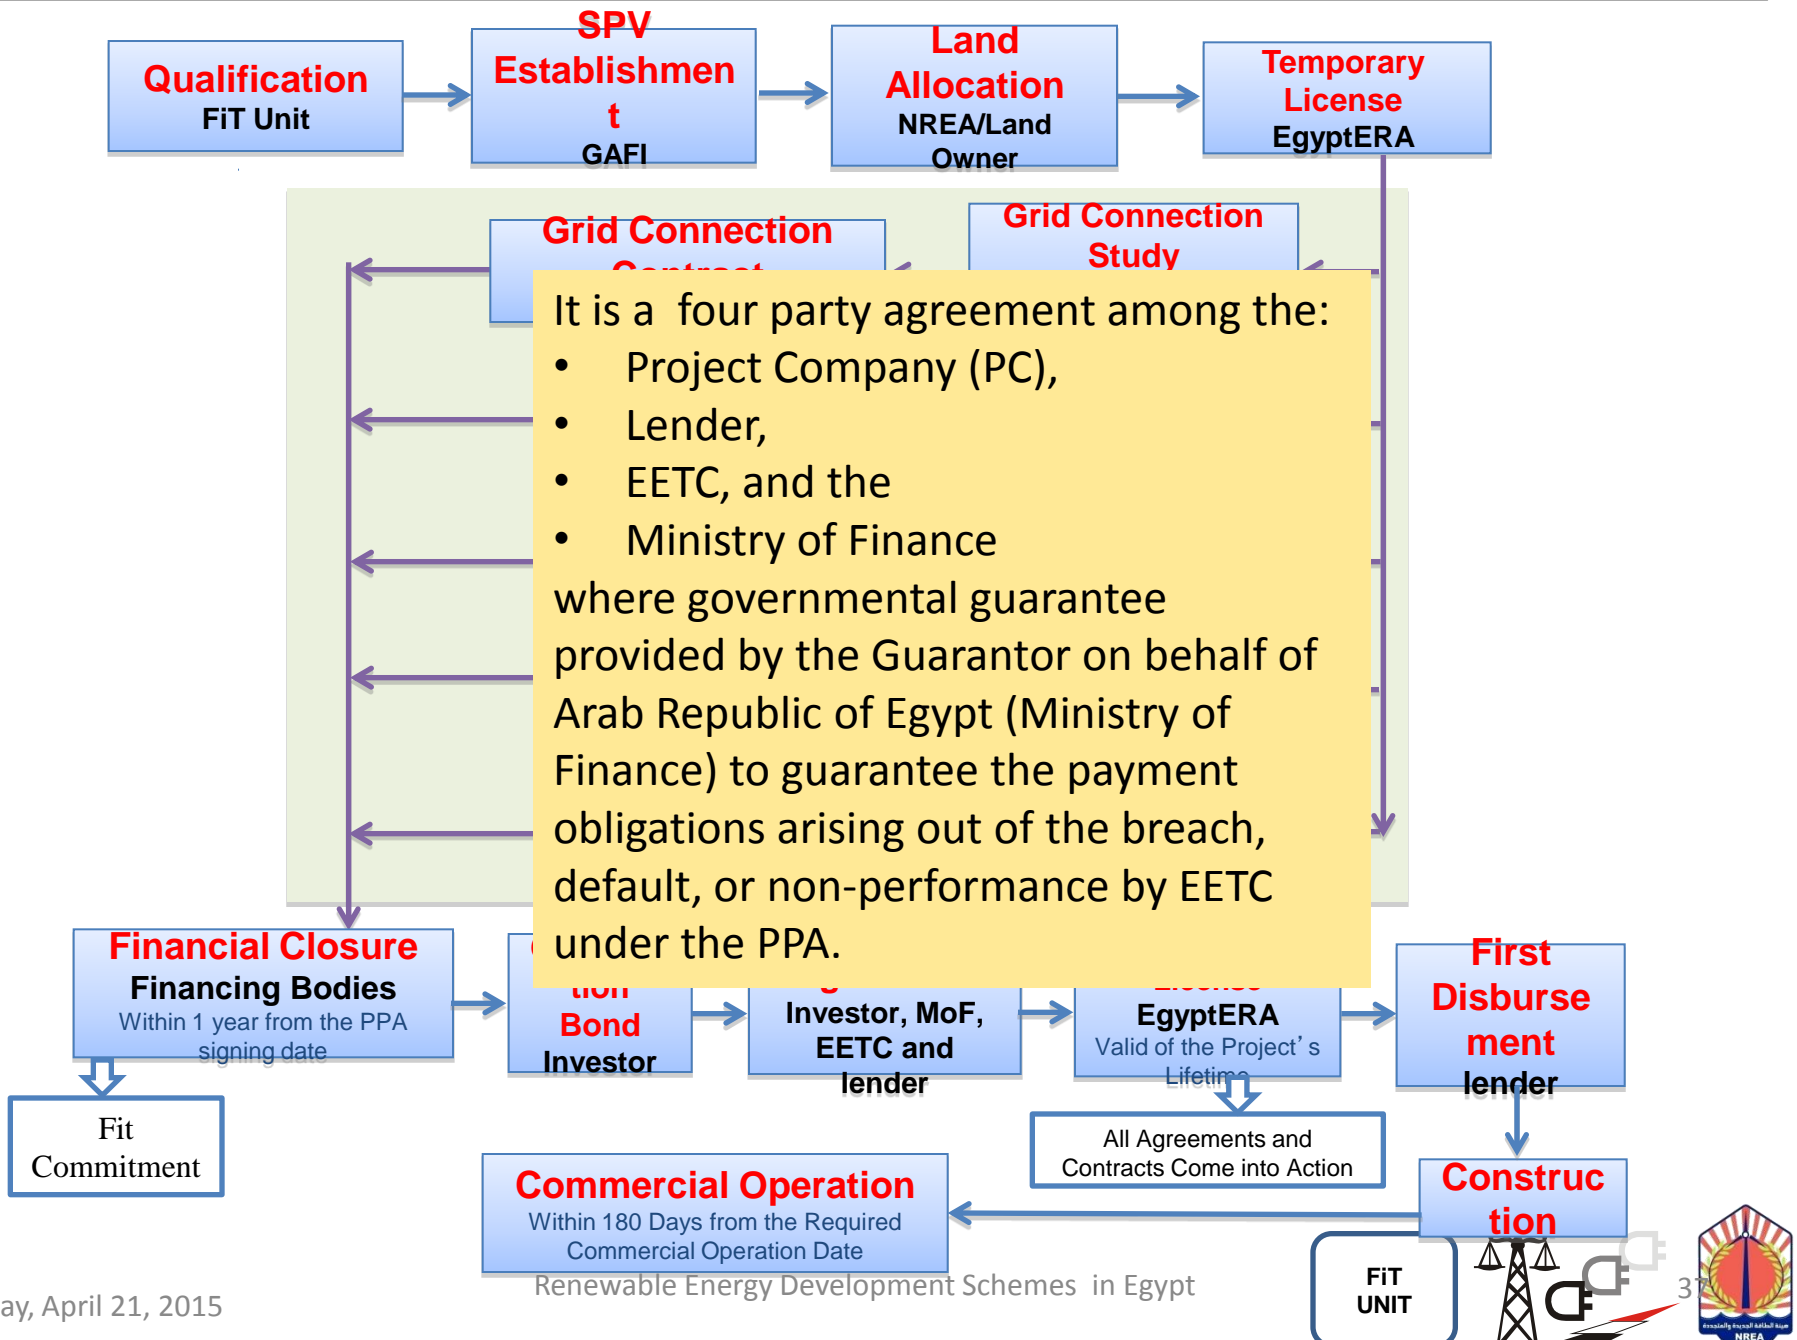 Qualification
FiT Unit
SPV
Establishmen
t
GAFI
Land
Allocation
NREA/Land
Owner
Temporary
License
EgyptERA
Grid Connection
Contract
Grid Connection
Study
It is a four party agreement among the:
• Project Company (PC),
• Lender,
• EETC, and the
• Ministry of Finance
where governmental guarantee
provided by the Guarantor on behalf of
Arab Republic of Egypt (Ministry of
Finance) to guarantee the payment
obligations arising out of the breach,
default, or non-performance by EETC
under the PPA.
Financial Closure
Financing Bodies
Within 1 year from the PPA
signing date
Fit
Commitment
tion
Bond
Investor
Investor, MoF,
EETC and
lender
License
EgyptERA
Valid of the Project's
Lifetime
All Agreements and
Contracts Come into Action
First
Disburse
ment
lender
Construc
tion
Commercial Operation
Within 180 Days from the Required
Commercial Operation Date
FiT
UNIT
ay, April 21, 2015
Renewable Energy Development Schemes in Egypt
37
هيئة الطاقة الجديدة والمتجددة
NREA